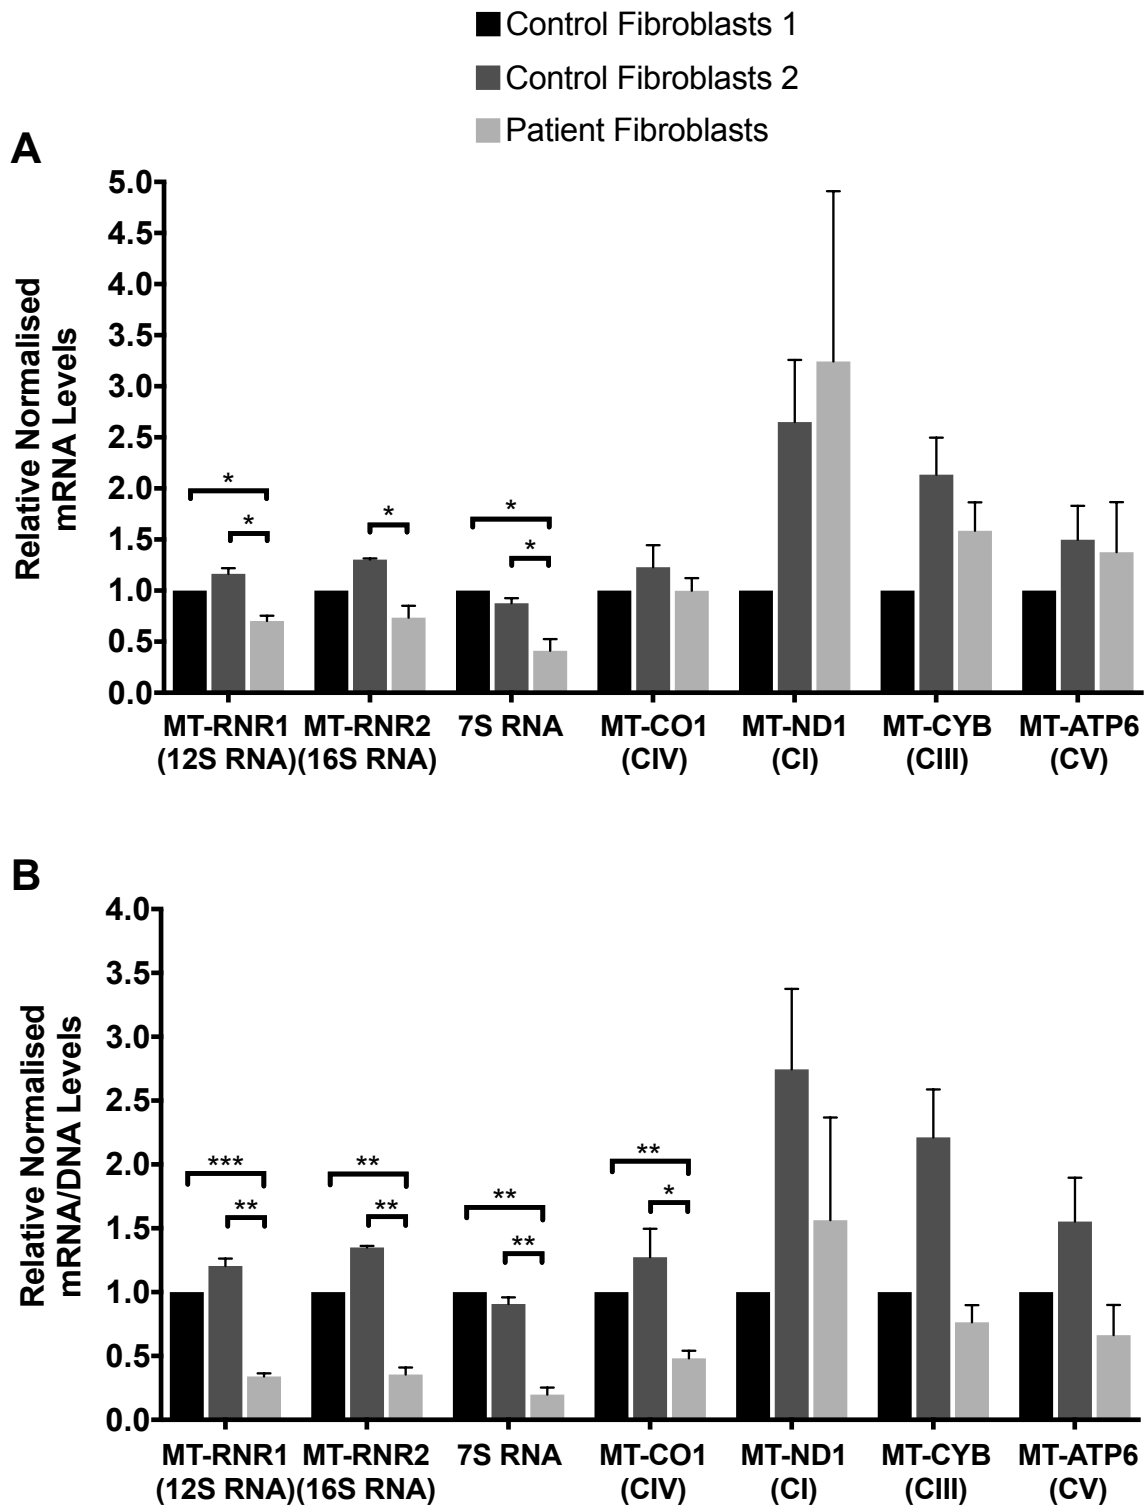 Control Fibroblasts 1
Control Fibroblasts 2
Patient Fibroblasts
A
Relative Normalised
mRNA Levels
5.0
4.5
4.0
3.5
3.0
2.5
2.0
1.5
1.0
0.5
0.0
*
*
*
*
*
MT-RNR1 MT-RNR2 7S RNA MT-CO1 MT-ND1 MT-CYB MT-ATP6
(12S RNA) (16S RNA) (CIV) (CI) (CIII) (CV)
B
Relative Normalised
mRNA/DNA Levels
4.0
3.5
3.0
2.5
2.0
1.5
1.0
0.5
0.0
***
**
**
**
**
**
**
*
MT-RNR1 MT-RNR2 7S RNA MT-CO1 MT-ND1 MT-CYB MT-ATP6
(12S RNA) (16S RNA) (CIV) (CI) (CIII) (CV)